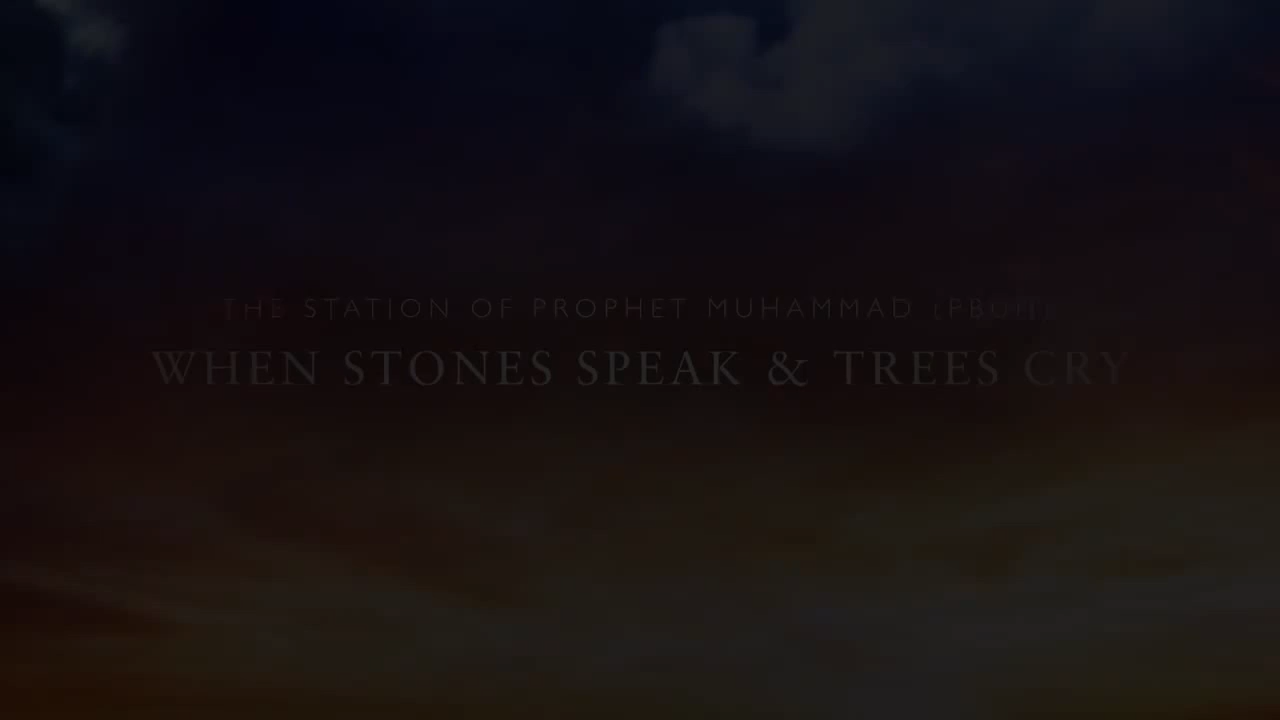 THE STATION OF PROPHET MUHAMMAD (PBUH)
WHEN STONES SPEAK & TREES CRY